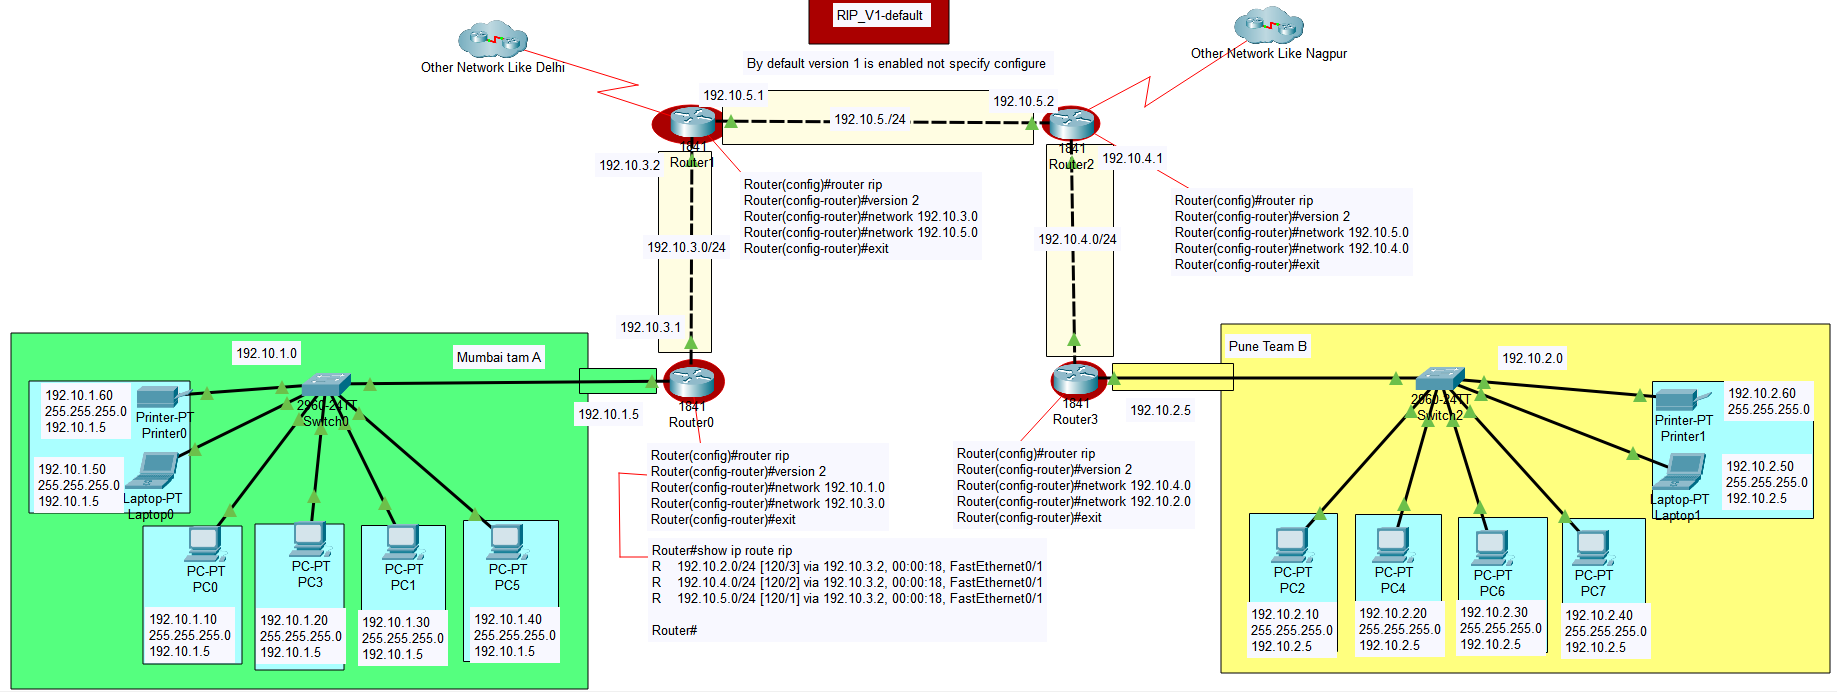 RIP_V1-default
Other Network Like Delhi
Other Network Like Nagpur
By default version 1 is enabled not specify configure
192.10.5.1
192.10.5./24
192.10.5.2
192.10.3.2
1841
Router1
1841
Router2
192.10.4.1
Router(config)#router rip
Router(config-router)#version 2
Router(config-router)#network 192.10.3.0
Router(config-router)#network 192.10.5.0
Router(config-router)#exit
Router(config)#router rip
Router(config-router)#version 2
Router(config-router)#network 192.10.5.0
Router(config-router)#network 192.10.4.0
Router(config-router)#exit
192.10.3.0/24
192.10.4.0/24
192.10.3.1
192.10.1.0
Mumbai tam A
Pune Team B
192.10.2.0
192.10.1.60
255.255.255.0
192.10.1.5
Printer-PT
Printer0
2960-24TT
Switch0
192.10.1.5
1841
Router0
1841
Router3
192.10.2.5
2960-24TT
Switch2
Printer-PT
Printer1
192.10.2.60
255.255.255.0
192.10.1.50
255.255.255.0
192.10.1.5
Laptop-PT
Laptop0
192.10.2.50
255.255.255.0
192.10.2.5
Laptop-PT
Laptop1
Router(config)#router rip
Router(config-router)#version 2
Router(config-router)#network 192.10.1.0
Router(config-router)#network 192.10.3.0
Router(config-router)#exit
Router(config)#router rip
Router(config-router)#version 2
Router(config-router)#network 192.10.4.0
Router(config-router)#network 192.10.2.0
Router(config-router)#exit
Router#show ip route rip
R 192.10.2.0/24 [120/3] via 192.10.3.2, 00:00:18, FastEthernet0/1
R 192.10.4.0/24 [120/2] via 192.10.3.2, 00:00:18, FastEthernet0/1
R 192.10.5.0/24 [120/1] via 192.10.3.2, 00:00:18, FastEthernet0/1
Router#
PC-PT
PC0
PC-PT
PC3
PC-PT
PC1
PC-PT
PC5
192.10.1.10
255.255.255.0
192.10.1.5
192.10.1.20
255.255.255.0
192.10.1.5
192.10.1.30
255.255.255.0
192.10.1.5
192.10.1.40
255.255.255.0
192.10.1.5
PC-PT
PC2
PC-PT
PC4
PC-PT
PC6
PC-PT
PC7
192.10.2.10
255.255.255.0
192.10.2.5
192.10.2.20
255.255.255.0
192.10.2.5
192.10.2.30
255.255.255.0
192.10.2.5
192.10.2.40
255.255.255.0
192.10.2.5